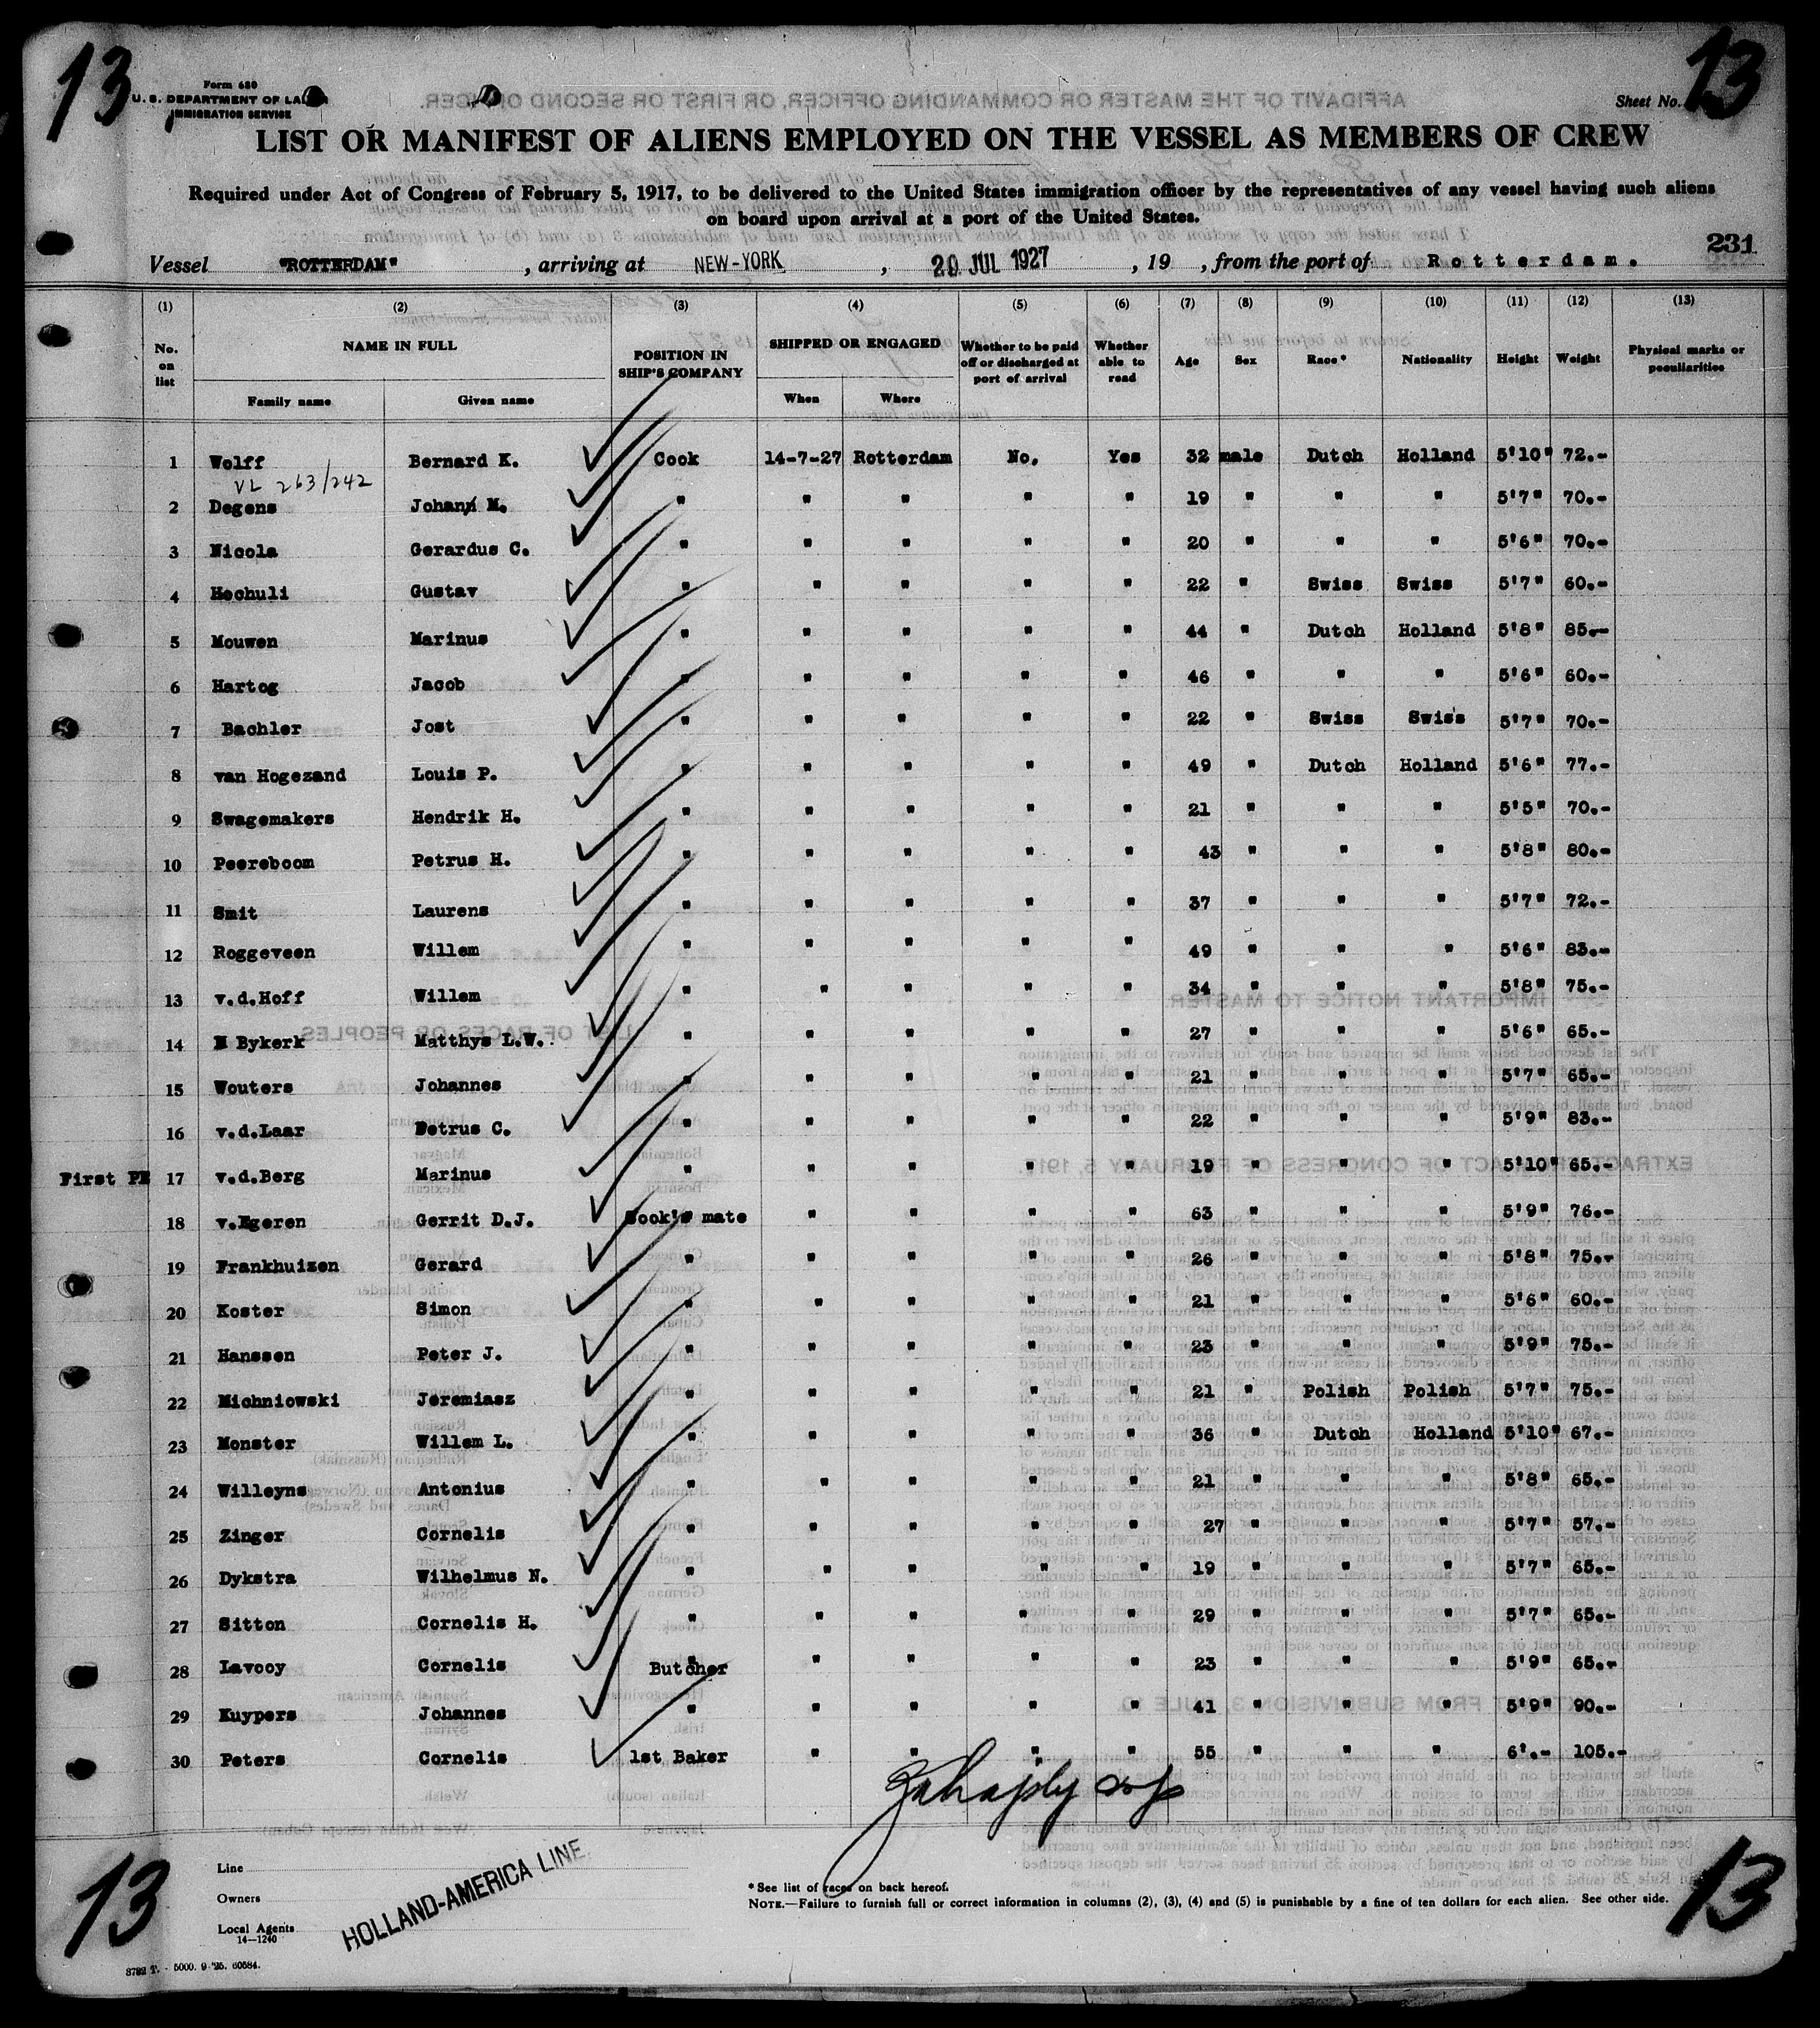 13
13
Form 680
U. S. DEPARTMENT OF LABOR
IMMIGRATION SERVICE
Sheet No.
LIST OR MANIFEST OF ALIENS EMPLOYED ON THE VESSEL AS MEMBERS OF CREW
Required under Act of Congress of February 5, 1917, to be delivered to the United States immigration officer by the representatives of any vessel having such aliens
on board upon arrival at a port of the United States.
231
Vessel "ROTTERDAM" , arriving at NEW-YORK , 20 JUL 1927 , 19 , from the port of Rotterdam.
(1) (2) (3) (4) (5) (6) (7) (8) (9) (10) (11) (12) (13)
No. on list NAME IN FULL POSITION IN SHIP'S COMPANY SHIPPED OR ENGAGED Whether to be paid off or discharged at port of arrival Whether able to read Age Sex Race* Nationality Height Weight Physical marks or peculiarities
Family name Given name When Where
1 Wolff Bernard K. Cook 14-7-27 Rotterdam No. Yes 32 male Dutch Holland 5'10" 72.-
VL 263/242
2 Degens Johann M. " " " " " 19 " " " 5'7" 70.-
3 Nicola Gerardus C. " " " " " 20 " " " 5'6" 70.-
4 Hochuli Gustav " " " " " 22 " Swiss Swiss 5'7" 60.-
5 Mouwen Marinus " " " " " 44 " Dutch Holland 5'8" 85.-
6 Hartog Jacob " " " " " 46 " " " 5'6" 60.-
7 Bachler Jost " " " " " 22 " Swiss Swiss 5'7" 70.-
8 van Hogezand Louis P. " " " " " 49 " Dutch Holland 5'6" 77.-
9 Swagemakers Hendrik H. " " " " " 21 " " " 5'5" 70.-
10 Peereboom Petrus H. " " " " " 43 " " " 5'8" 80.-
11 Smit Laurens " " " " " 37 " " " 5'7" 72.-
12 Roggeveen Willem " " " " " 49 " " " 5'6" 83.-
13 v.d.Hoff Willem " " " " " 34 " " " 5'8" 75.-
14 Bykerk Matthys L.W. " " " " " 27 " " " 5'6" 65.-
15 Wouters Johannes " " " " " 21 " " " 5'7" 65.-
16 v.d.Laar Petrus C. " " " " " 22 " " " 5'9" 83.-
First PE 17 v.d.Berg Marinus " " " " " 19 " " " 5'10" 65.-
18 v.Egeren Gerrit D.J. Cook's mate " " " " 63 " " " 5'9" 76.-
19 Frankhuizen Gerard " " " " " 26 " " " 5'8" 75.-
20 Koster Simon " " " " " 21 " " " 5'6" 60.-
21 Hanssen Peter J. " " " " " 23 " " " 5'9" 75.-
22 Michniowski Jeremiasz " " " " " 21 " Polish Polish 5'7" 75.-
23 Monster Willem L. " " " " " 36 " Dutch Holland 5'10" 67.-
24 Willeyns Antonius " " " " " 21 " " " 5'8" 65.-
25 Zinger Cornelis " " " " " 27 " " " 5'7" 57.-
26 Dykstra Wilhelmus N. " " " " " 19 " " " 5'7" 65.-
27 Sitton Cornelis H. " " " " " 29 " " " 5'7" 65.-
28 Lavooy Cornelis Butcher " " " " 23 " " " 5'9" 65.-
29 Kuypers Johannes " " " " " 41 " " " 5'9" 90.-
30 Peters Cornelis 1st Baker " " " " 55 " " " 6'.- 105.-
13
13
Line
Owners
Local Agents
HOLLAND-AMERICA LINE.
14—1240
* See list of races on back hereof.
NOTE.—Failure to furnish full or correct information in columns (2), (3), (4) and (5) is punishable by a fine of ten dollars for each alien. See other side.
3782 T. - 5000. 9-'25. 60584.